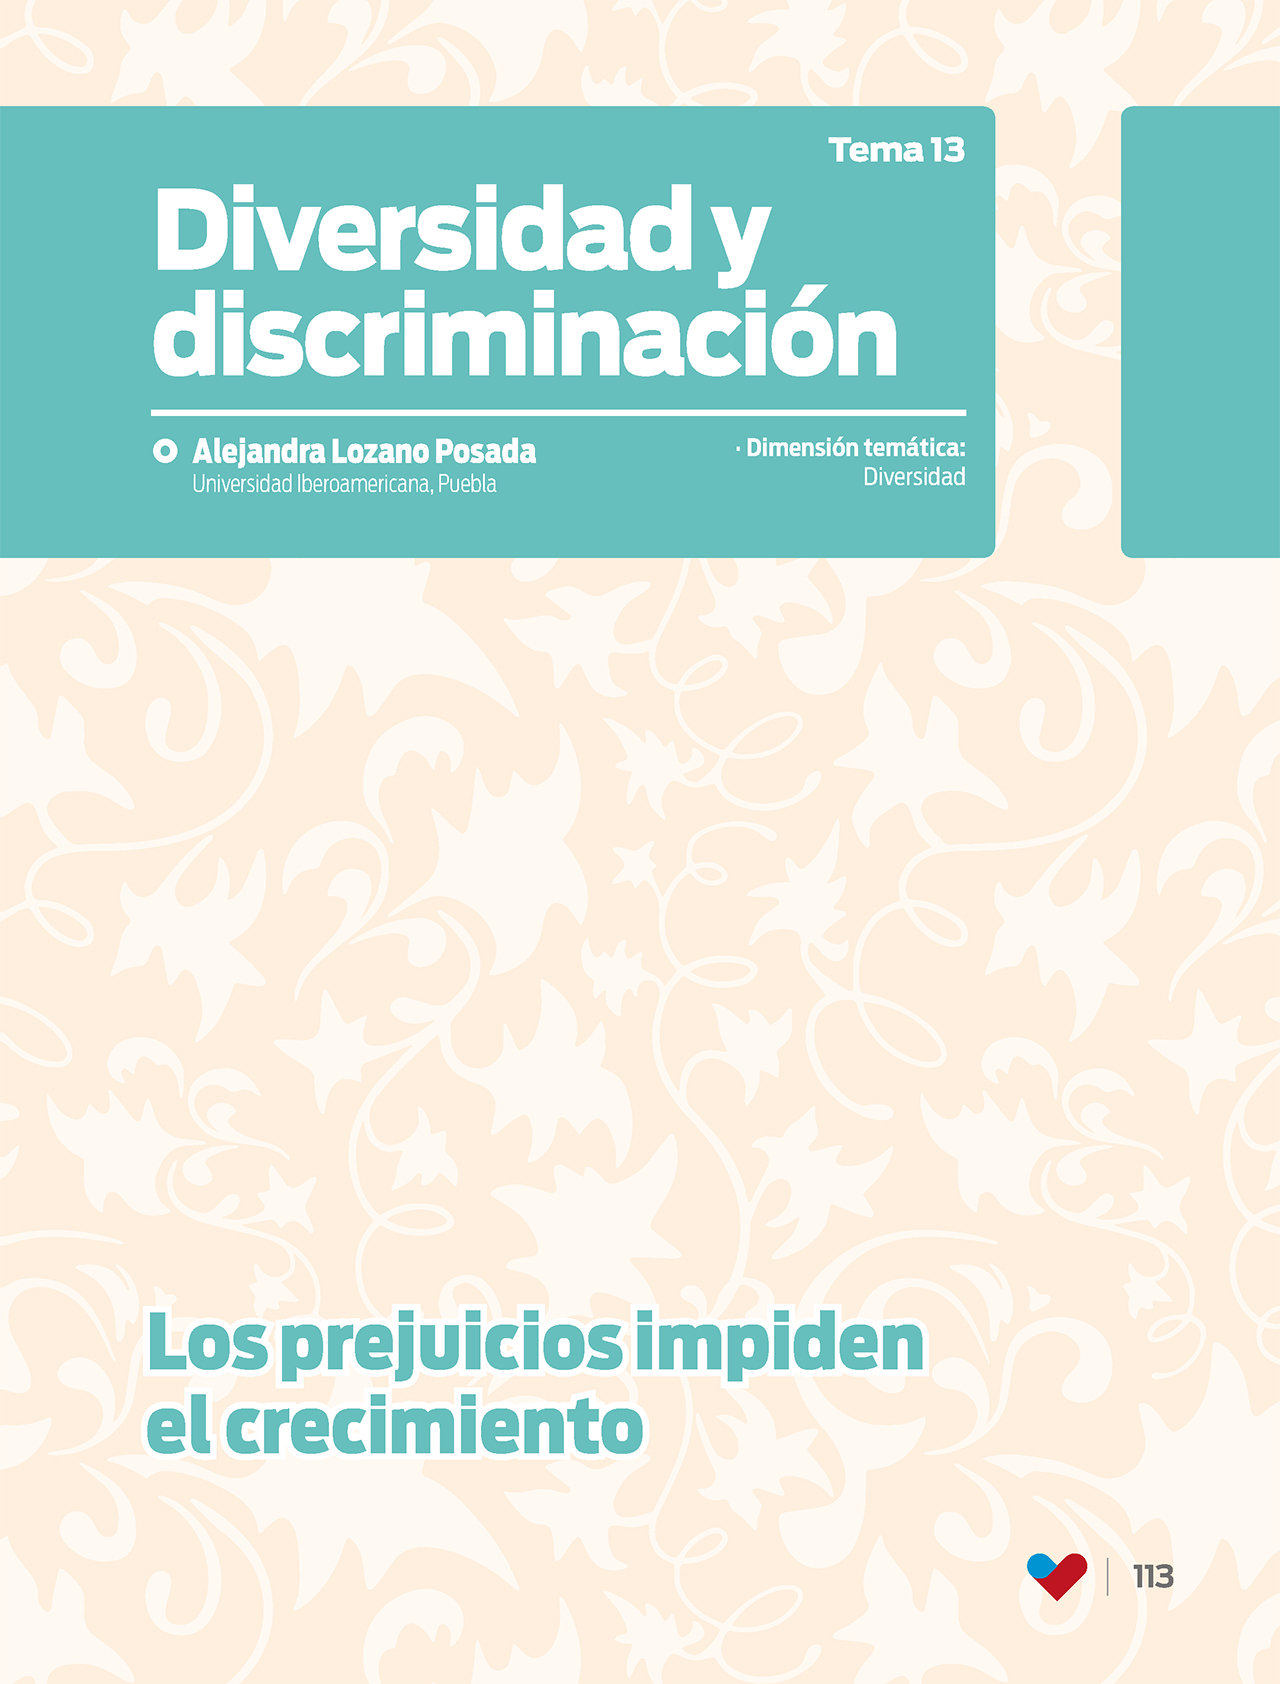 Tema 13
Diversidad y
discriminación
Alejandra Lozano Posada
Universidad Iberoamericana, Puebla
· Dimensión temática:
Diversidad
Los prejuicios impiden
el crecimiento
113